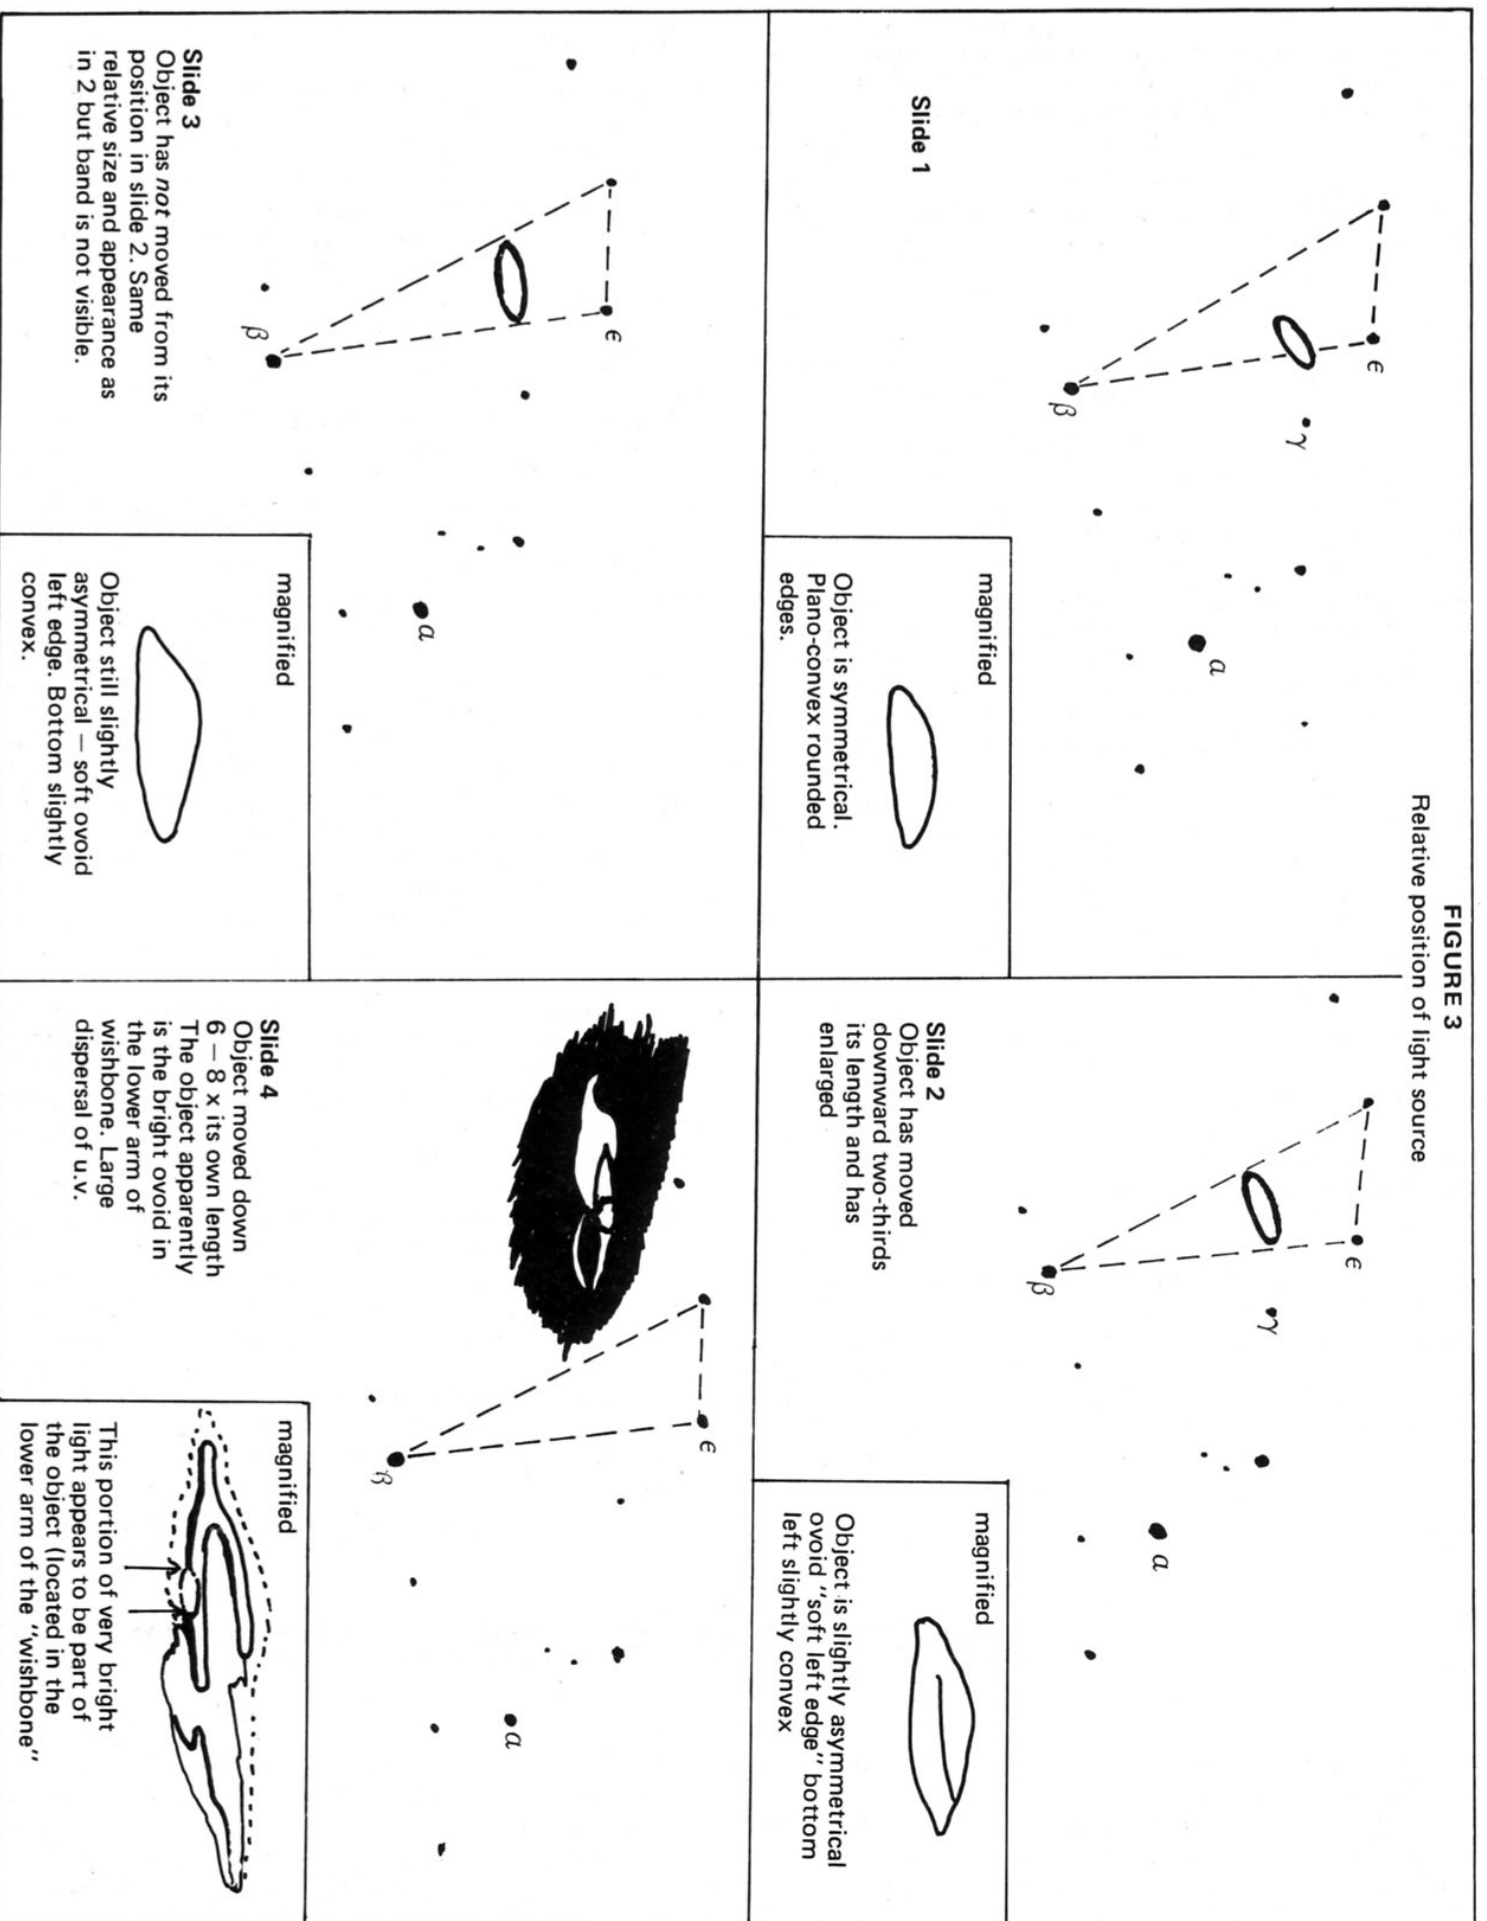 FIGURE 3
Relative position of light source
ϵ
γ
β
a
Slide 1
magnified
Object is symmetrical.
Plano-convex rounded
edges.
ϵ
γ
β
a
Slide 2
Object has moved
downward two-thirds
its length and has
enlarged
magnified
Object is slightly asymmetrical
ovoid "soft left edge" bottom
left slightly convex
ϵ
β
a
Slide 3
Object has not moved from its
position in slide 2. Same
relative size and appearance as
in 2 but band is not visible.
magnified
Object still slightly
asymmetrical — soft ovoid
left edge. Bottom slightly
convex.
ϵ
β
a
Slide 4
Object moved down
6 – 8 x its own length
The object apparently
is the bright ovoid in
the lower arm of
wishbone. Large
dispersal of u.v.
magnified
This portion of very bright
light appears to be part of
the object (located in the
lower arm of the "wishbone"